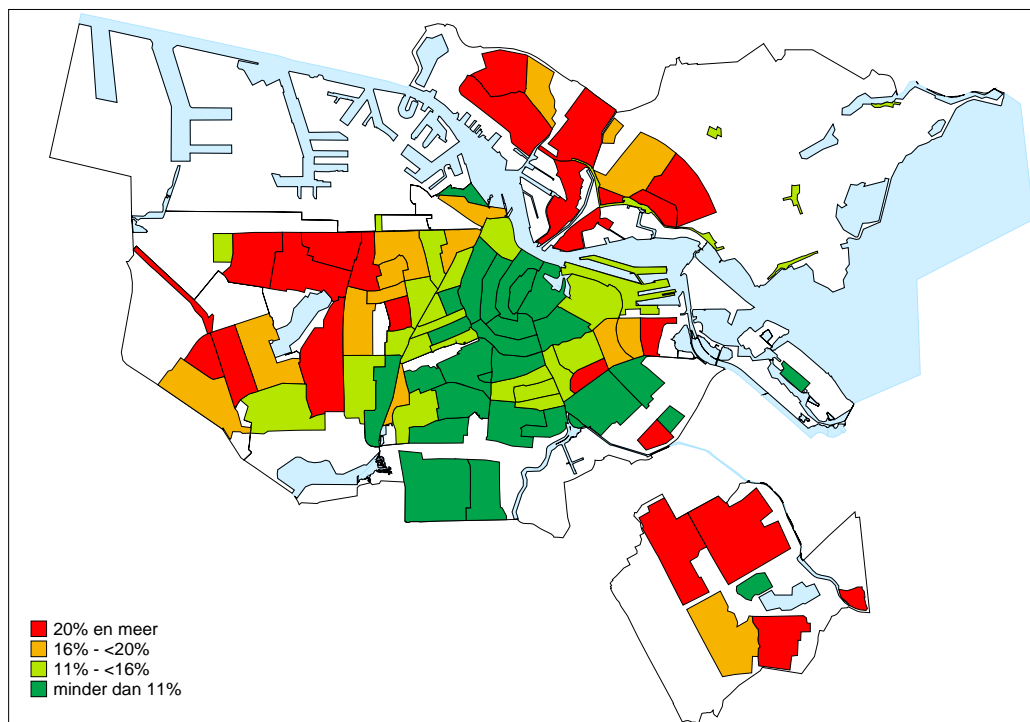 20% en meer
16% - <20%
11% - <16%
minder dan 11%